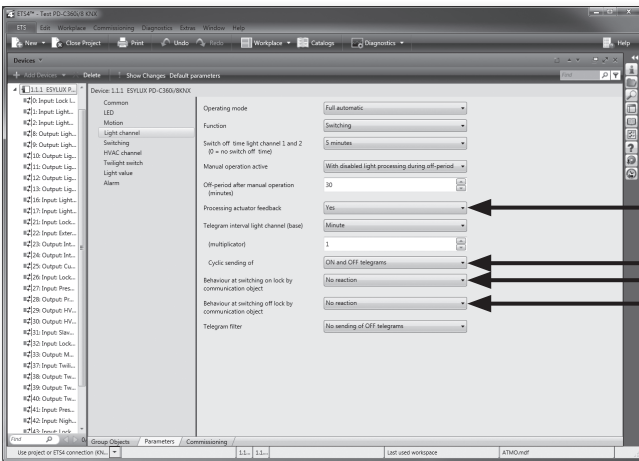 ETS4™ - Test PD-C360i/8 KNX
ETS Edit Workplace Commissioning Diagnostics Extras Window Help
New Close Project Print Undo Redo Workplace Catalogs Diagnostics Help
Devices
Add Devices Delete Show Changes Default parameters Find
1.1.1 ESYLUX P...
0: Input: Lock l...
1: Input: Light...
2: Input: Light...
8: Output: Ligh...
9: Output: Ligh...
10: Output: Lig...
11: Output: Lig...
12: Output: Lig...
13: Output: Lig...
16: Input: Light...
17: Input: Light...
21: Input: Lock...
22: Input: Exter...
23: Output: Int...
24: Output: Int...
25: Output: Cu...
26: Input: Lock...
27: Input: Pres...
28: Output: Pr...
29: Output: HV...
30: Output: HV...
31: Input: Slav...
32: Input: Lock...
33: Output: M...
37: Input: Twili...
38: Output: Tw...
39: Output: Tw...
40: Output: Tw...
41: Input: Pres...
42: Input: Nigh...
43: Input: Lock
Find
Device: 1.1.1 ESYLUX PD-C360i/8KNX
Common
LED
Motion
Light channel
Switching
HVAC channel
Twilight switch
Light value
Alarm
Operating mode Full automatic
Function Switching
Switch off time light channel 1 and 2 5 minutes
(0 = no switch off time)
Manual operation active With disabled light processing during off-period
Off-period after manual operation 30
(minutes)
Processing actuator feedback Yes
Telegram interval light channel (base) Minute
(multiplicator) 1
Cyclic sending of ON and OFF telegrams
Behaviour at switching on lock by No reaction
communication object
Behaviour at switching off lock by No reaction
communication object
Telegram filter No sending of OFF telegrams
Group Objects Parameters Commissioning
Use project or ETS4 connection (KN... 1.1... 1.1... Last used workspace ATMO.mdf